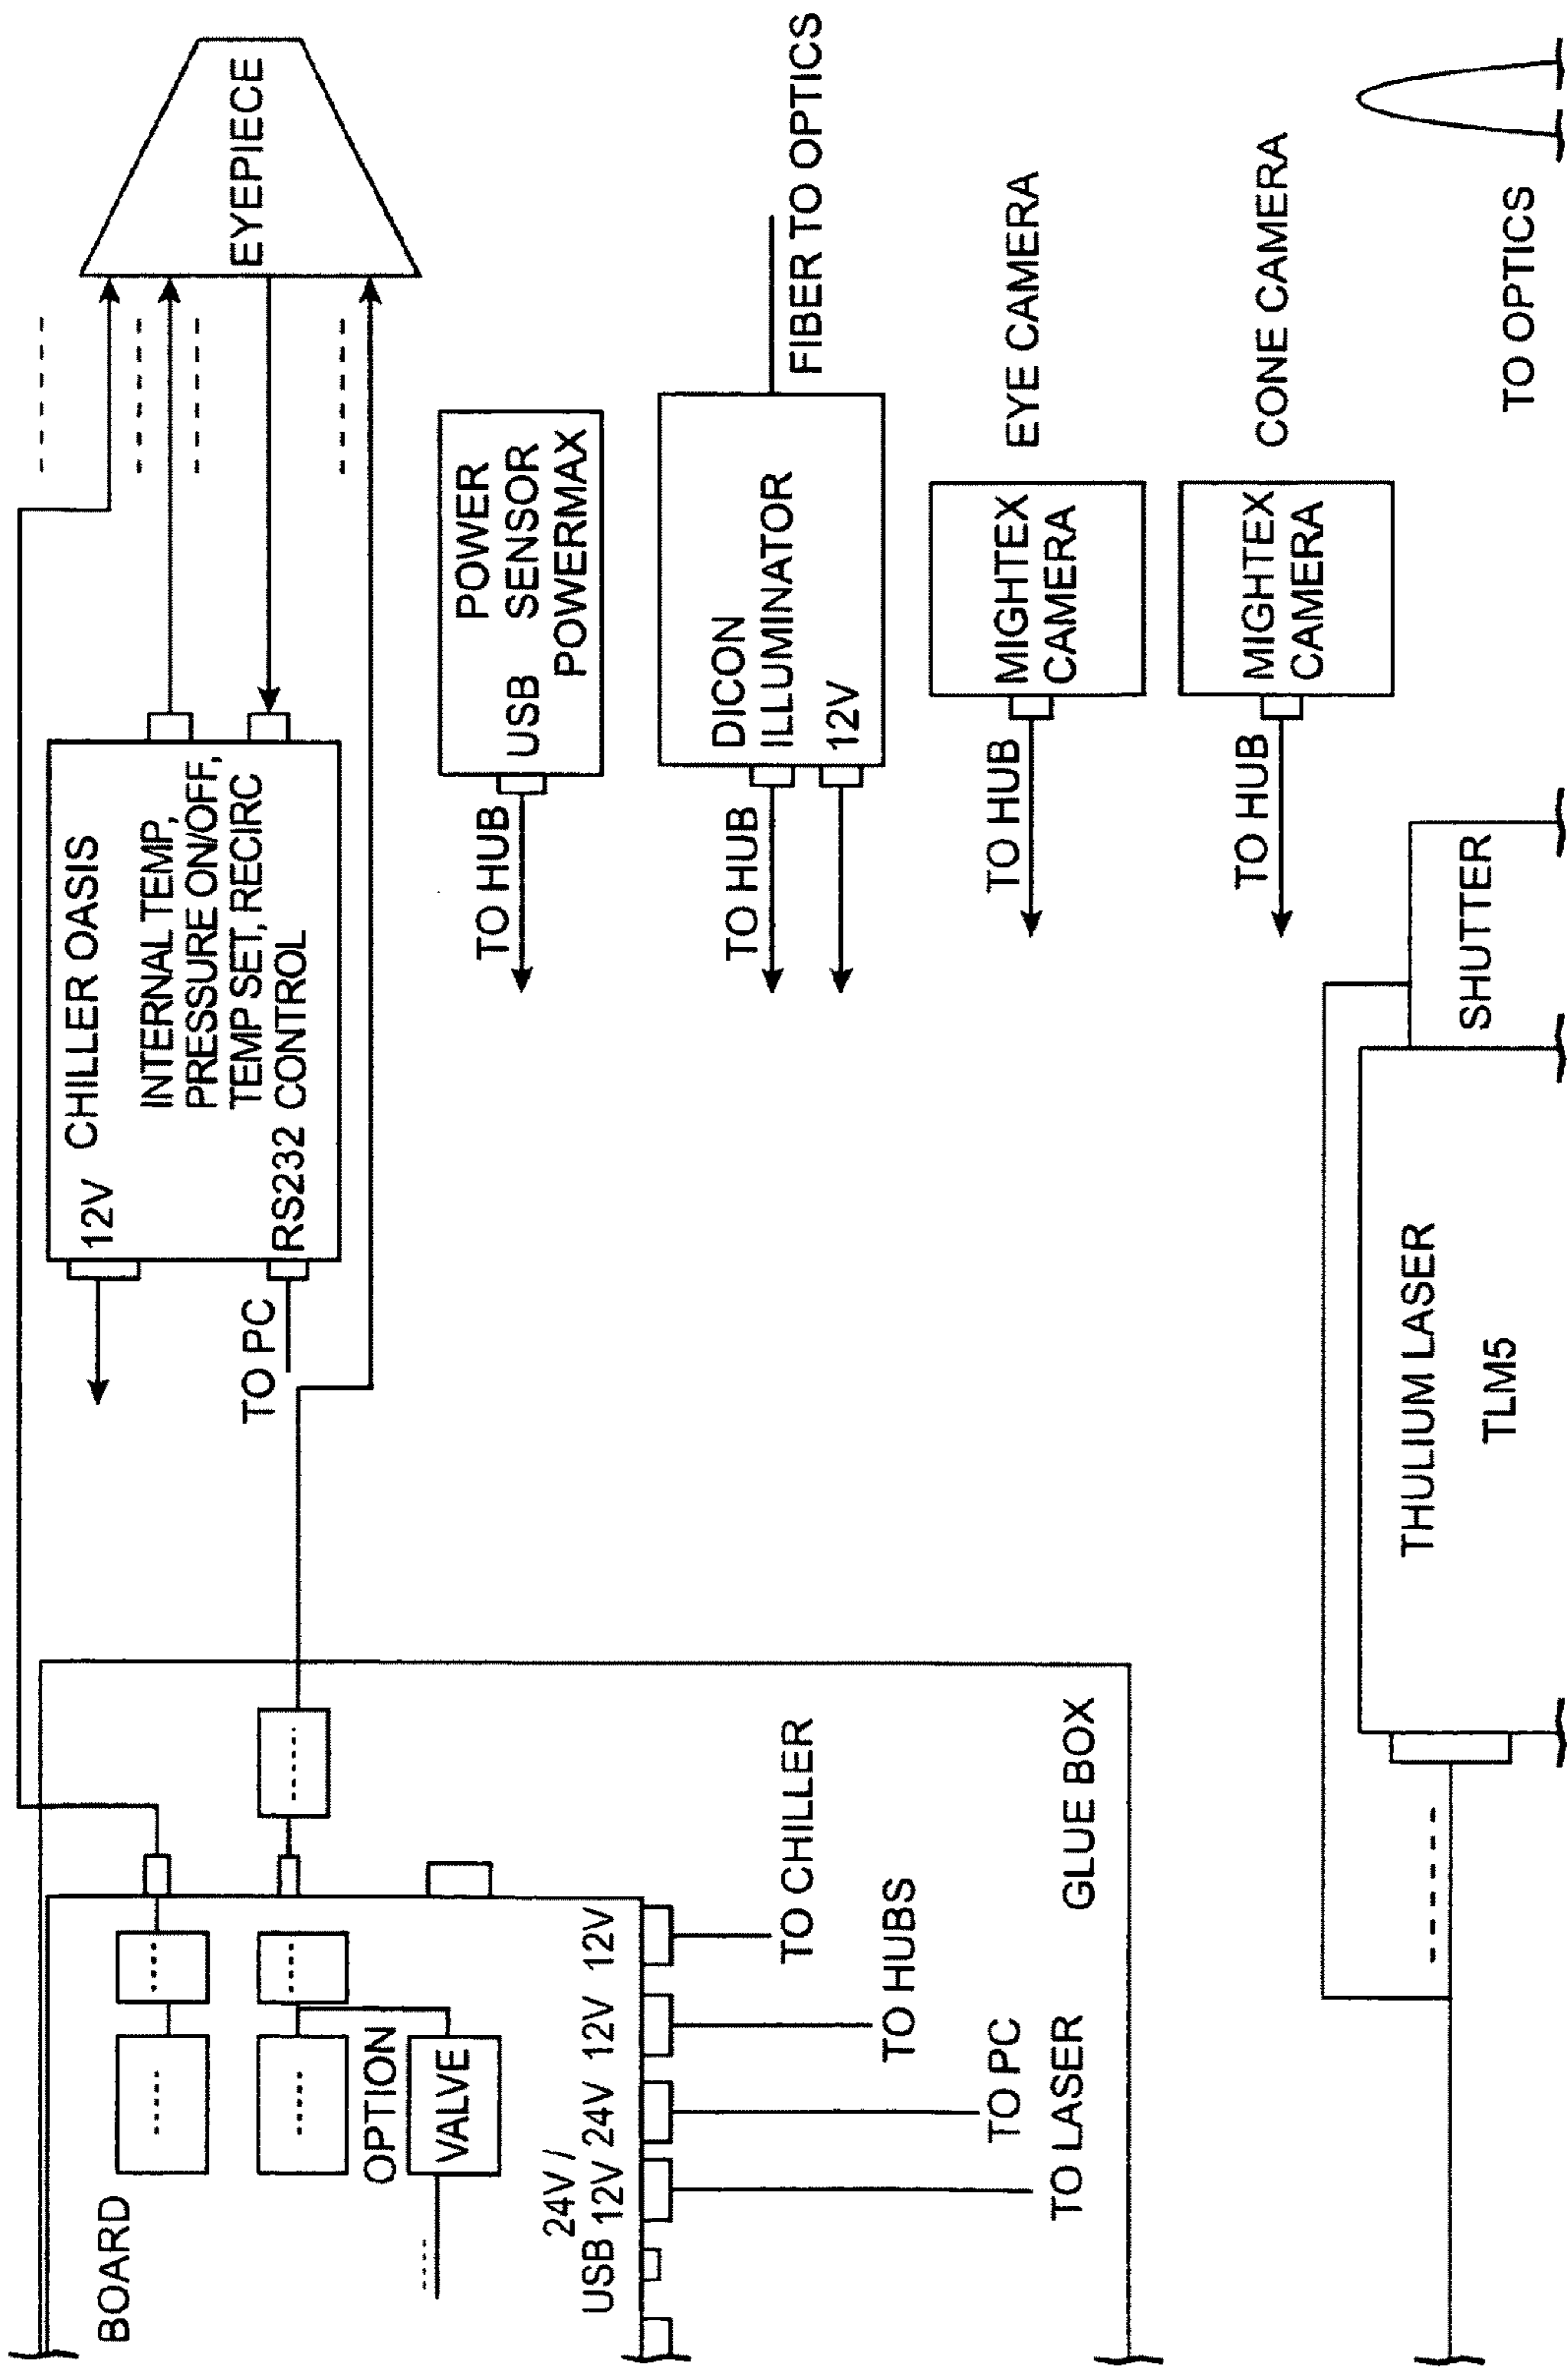 BOARD
OPTION
VALVE
24V /
USB 12V 24V 12V 12V
TO CHILLER
TO HUBS
TO PC
TO LASER
GLUE BOX
12V CHILLER OASIS
INTERNAL TEMP,
PRESSURE ON/OFF,
TEMP SET, RECIRC
RS232 CONTROL
TO PC
EYEPIECE
POWER
USB SENSOR
POWERMAX
TO HUB
DICON
ILLUMINATOR
12V
TO HUB
FIBER TO OPTICS
MIGHTEX
CAMERA
TO HUB
EYE CAMERA
MIGHTEX
CAMERA
TO HUB
CONE CAMERA
THULIUM LASER
TLM5
SHUTTER
TO OPTICS